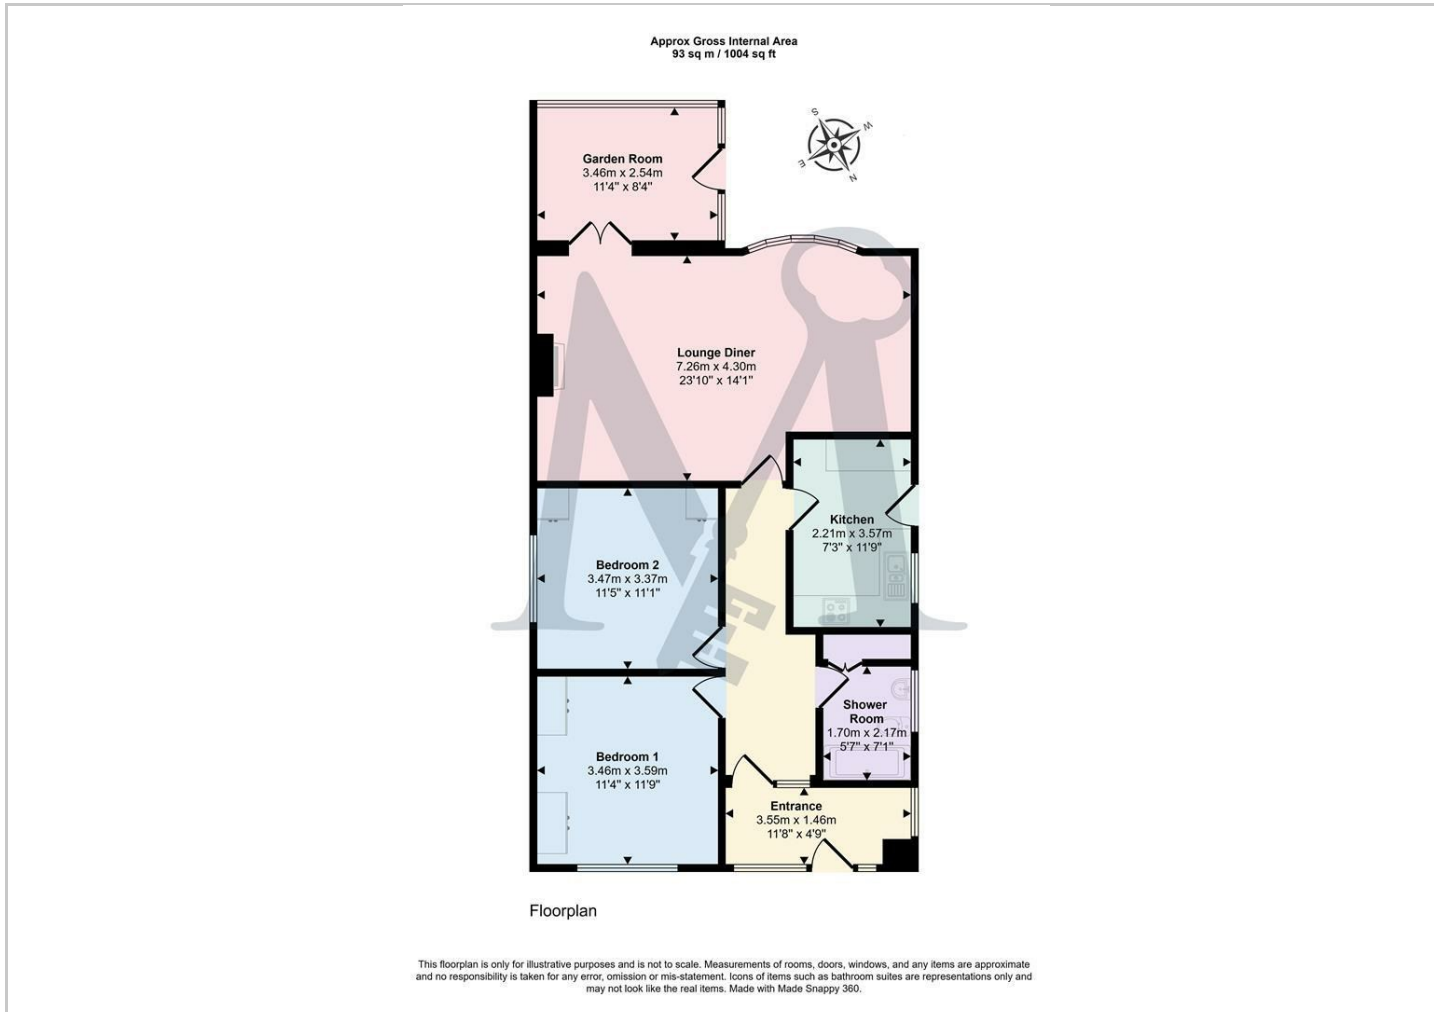 Approx Gross Internal Area
93 sq m / 1004 sq ft
S
W
E
N
Garden Room
3.46m x 2.54m
11'4" x 8'4"
Lounge Diner
7.26m x 4.30m
23'10" x 14'1"
Kitchen
2.21m x 3.57m
7'3" x 11'9"
Bedroom 2
3.47m x 3.37m
11'5" x 11'1"
Shower
Room
1.70m x 2.17m
5'7" x 7'1"
Bedroom 1
3.46m x 3.59m
11'4" x 11'9"
Entrance
3.55m x 1.46m
11'8" x 4'9"
Floorplan
This floorplan is only for illustrative purposes and is not to scale. Measurements of rooms, doors, windows, and any items are approximate
and no responsibility is taken for any error, omission or mis-statement. Icons of items such as bathroom suites are representations only and
may not look like the real items. Made with Made Snappy 360.